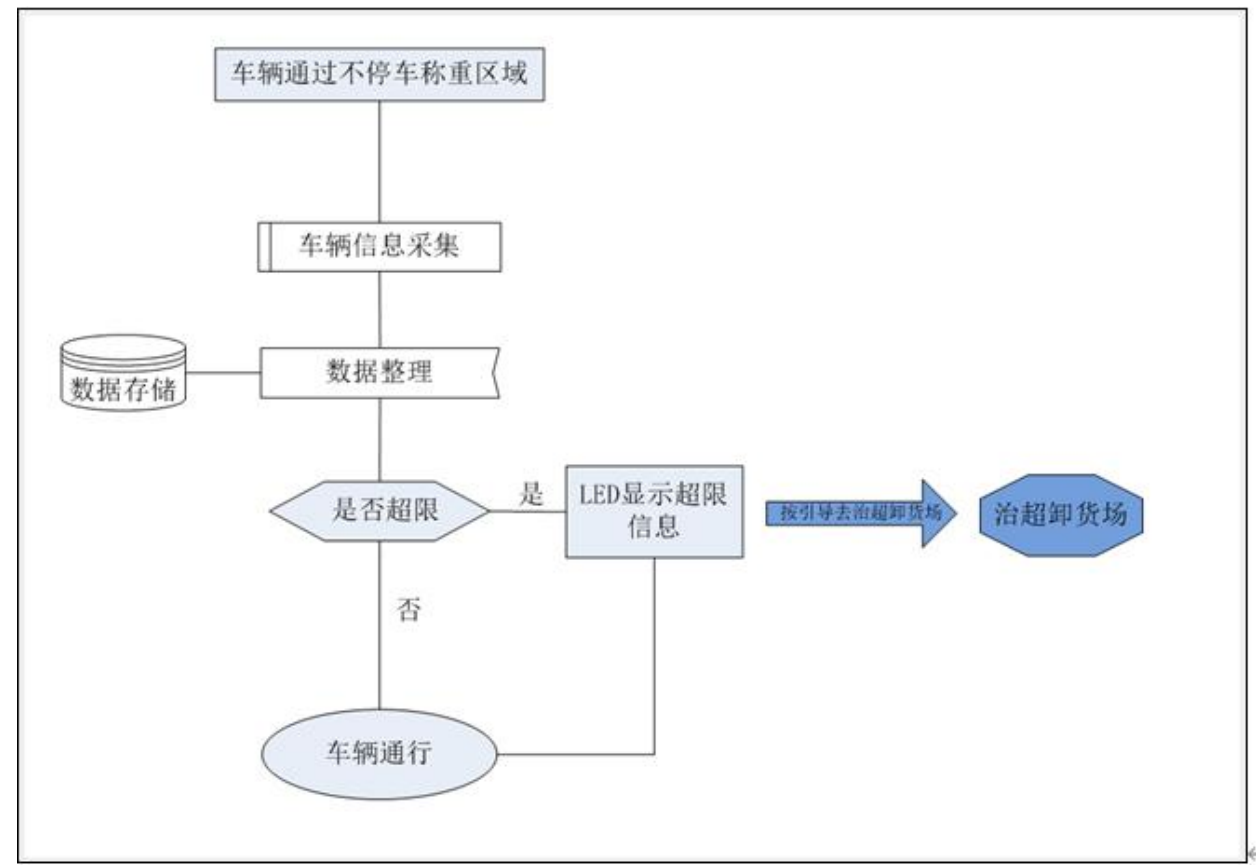 车辆通过不停车称重区域
车辆信息采集
数据存储
数据整理
是否超限
是
LED显示超限
信息
按引导去治超卸货场
治超卸货场
否
车辆通行